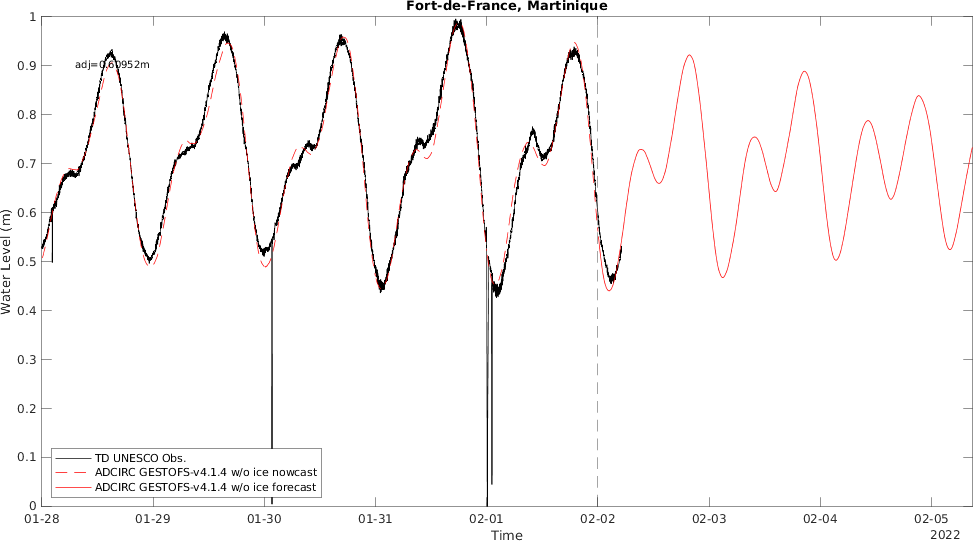 Fort-de-France, Martinique
1
0.9
0.8
0.7
0.6
0.5
0.4
0.3
0.2
0.1
0
Water Level (m)
adj=0.60952m
TD UNESCO Obs.
ADCIRC GESTOFS-v4.1.4 w/o ice nowcast
ADCIRC GESTOFS-v4.1.4 w/o ice forecast
01-28 01-29 01-30 01-31 02-01 02-02 02-03 02-04 02-05
Time
2022